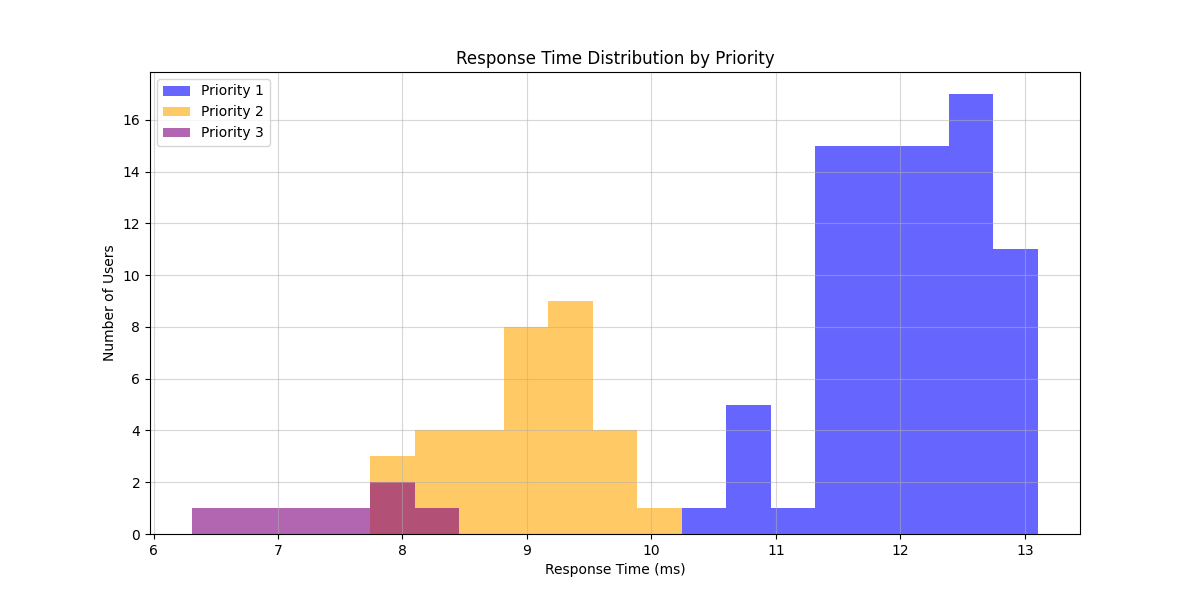 Response Time Distribution by Priority
Priority 1
Priority 2
Priority 3
16
14
12
10
8
6
4
2
0
Number of Users
6 7 8 9 10 11 12 13
Response Time (ms)